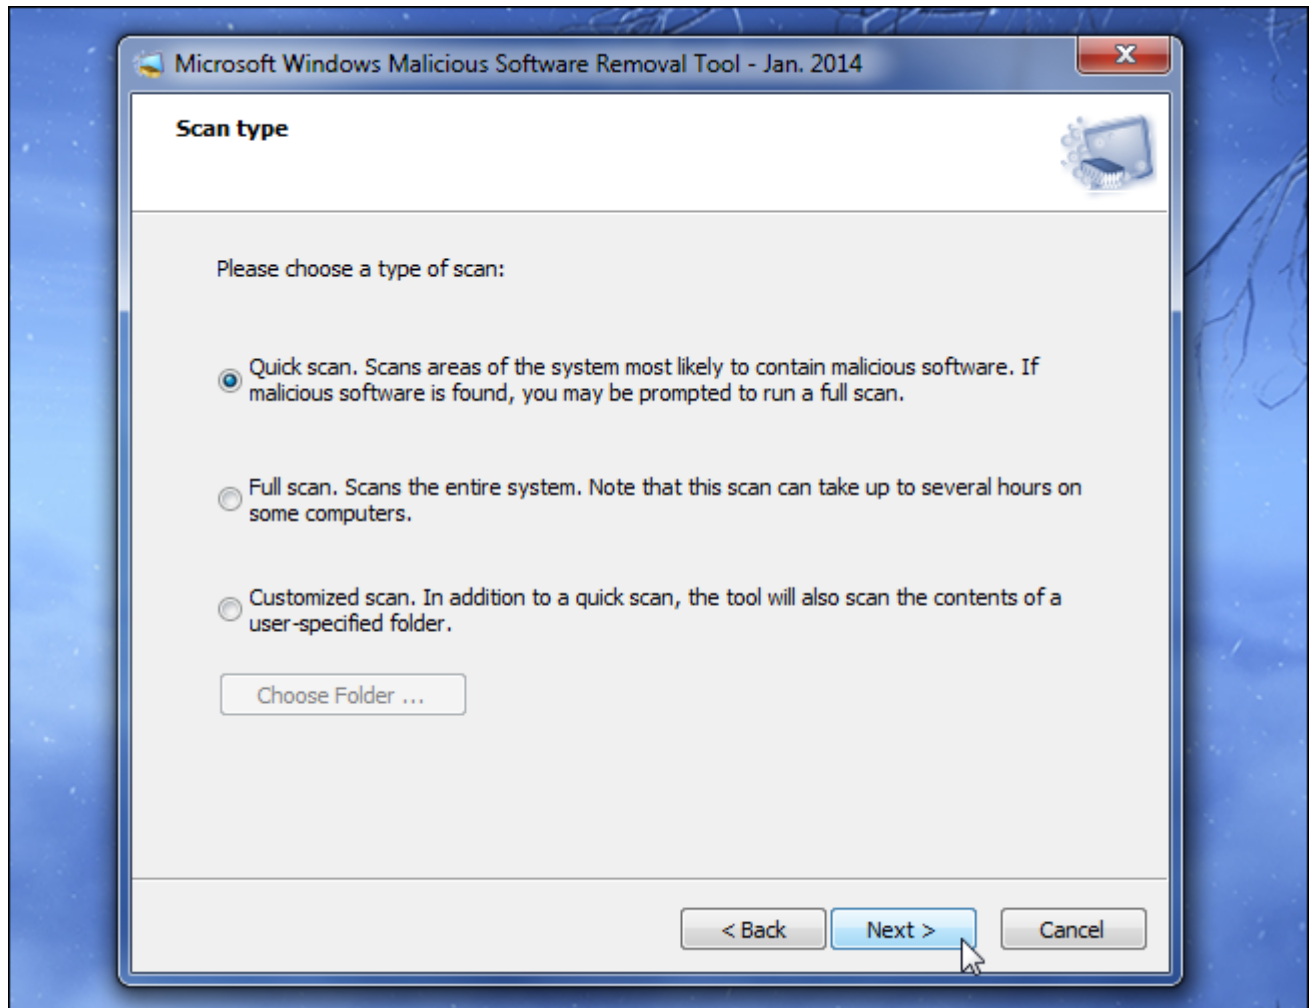 Microsoft Windows Malicious Software Removal Tool - Jan. 2014
Scan type
Please choose a type of scan:
Quick scan. Scans areas of the system most likely to contain malicious software. If
malicious software is found, you may be prompted to run a full scan.
Full scan. Scans the entire system. Note that this scan can take up to several hours on
some computers.
Customized scan. In addition to a quick scan, the tool will also scan the contents of a
user-specified folder.
Choose Folder ...
< Back Next > Cancel